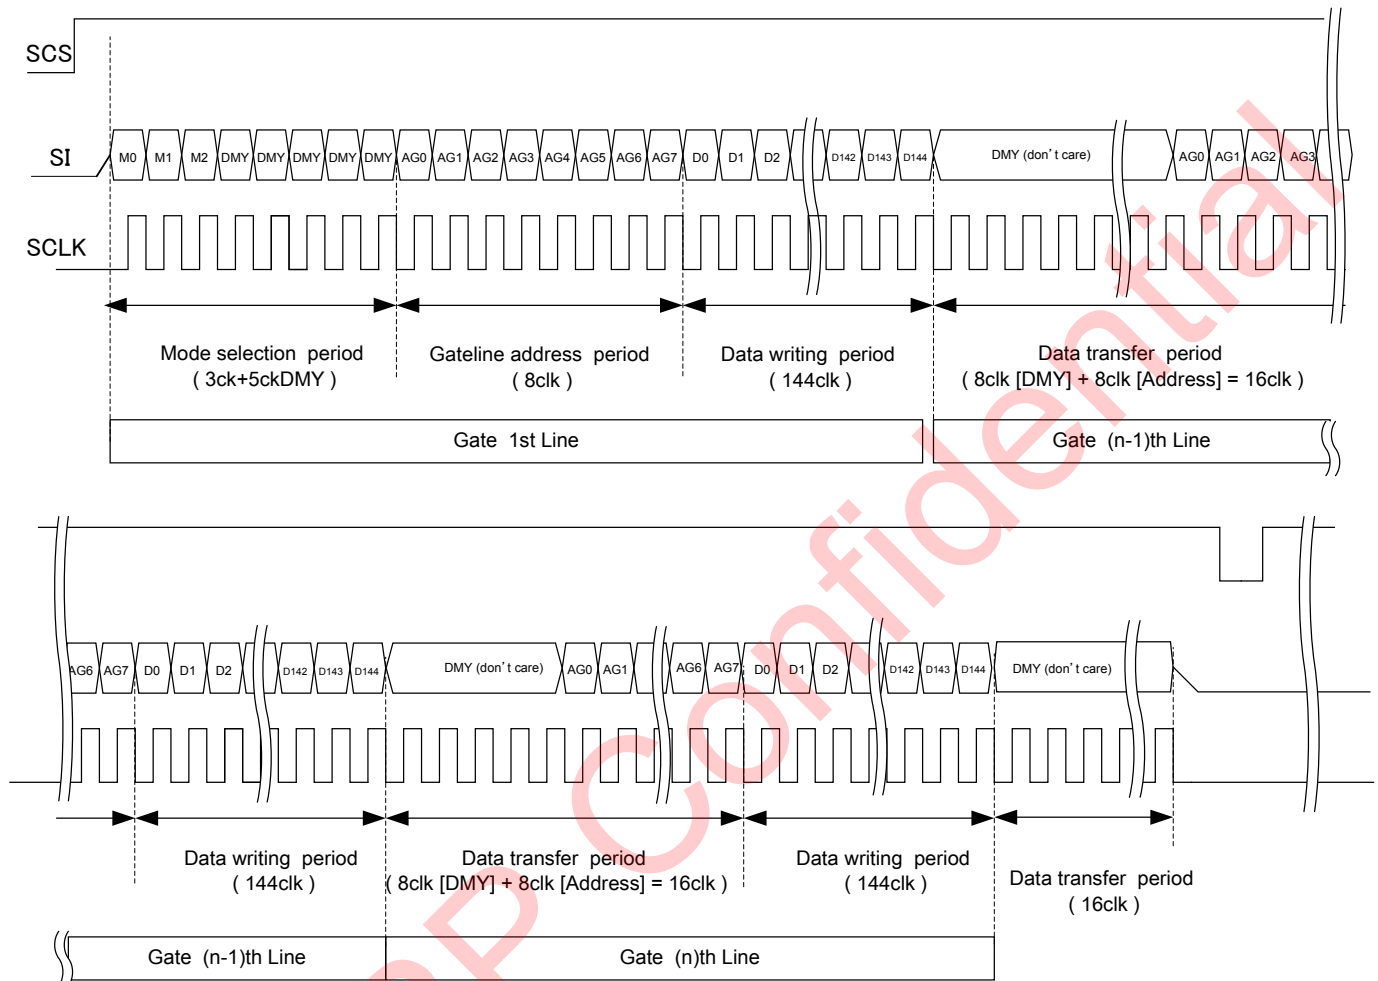 SCS
SI M0 M1 M2 DMY DMY DMY DMY DMY AG0 AG1 AG2 AG3 AG4 AG5 AG6 AG7 D0 D1 D2 D142 D143 D144 DMY (don't care) AG0 AG1 AG2 AG3
SCLK
Mode selection period
( 3ck+5ckDMY )
Gateline address period
( 8clk )
Data writing period
( 144clk )
Data transfer period
( 8clk [DMY] + 8clk [Address] = 16clk )
Gate 1st Line
Gate (n-1)th Line
AG6 AG7 D0 D1 D2 D142 D143 D144 DMY (don't care) AG0 AG1 AG6 AG7 D0 D1 D2 D142 D143 D144 DMY (don't care)
Data writing period
( 144clk )
Data transfer period
( 8clk [DMY] + 8clk [Address] = 16clk )
Data writing period
( 144clk )
Data transfer period
( 16clk )
Gate (n-1)th Line
Gate (n)th Line
P Confidential